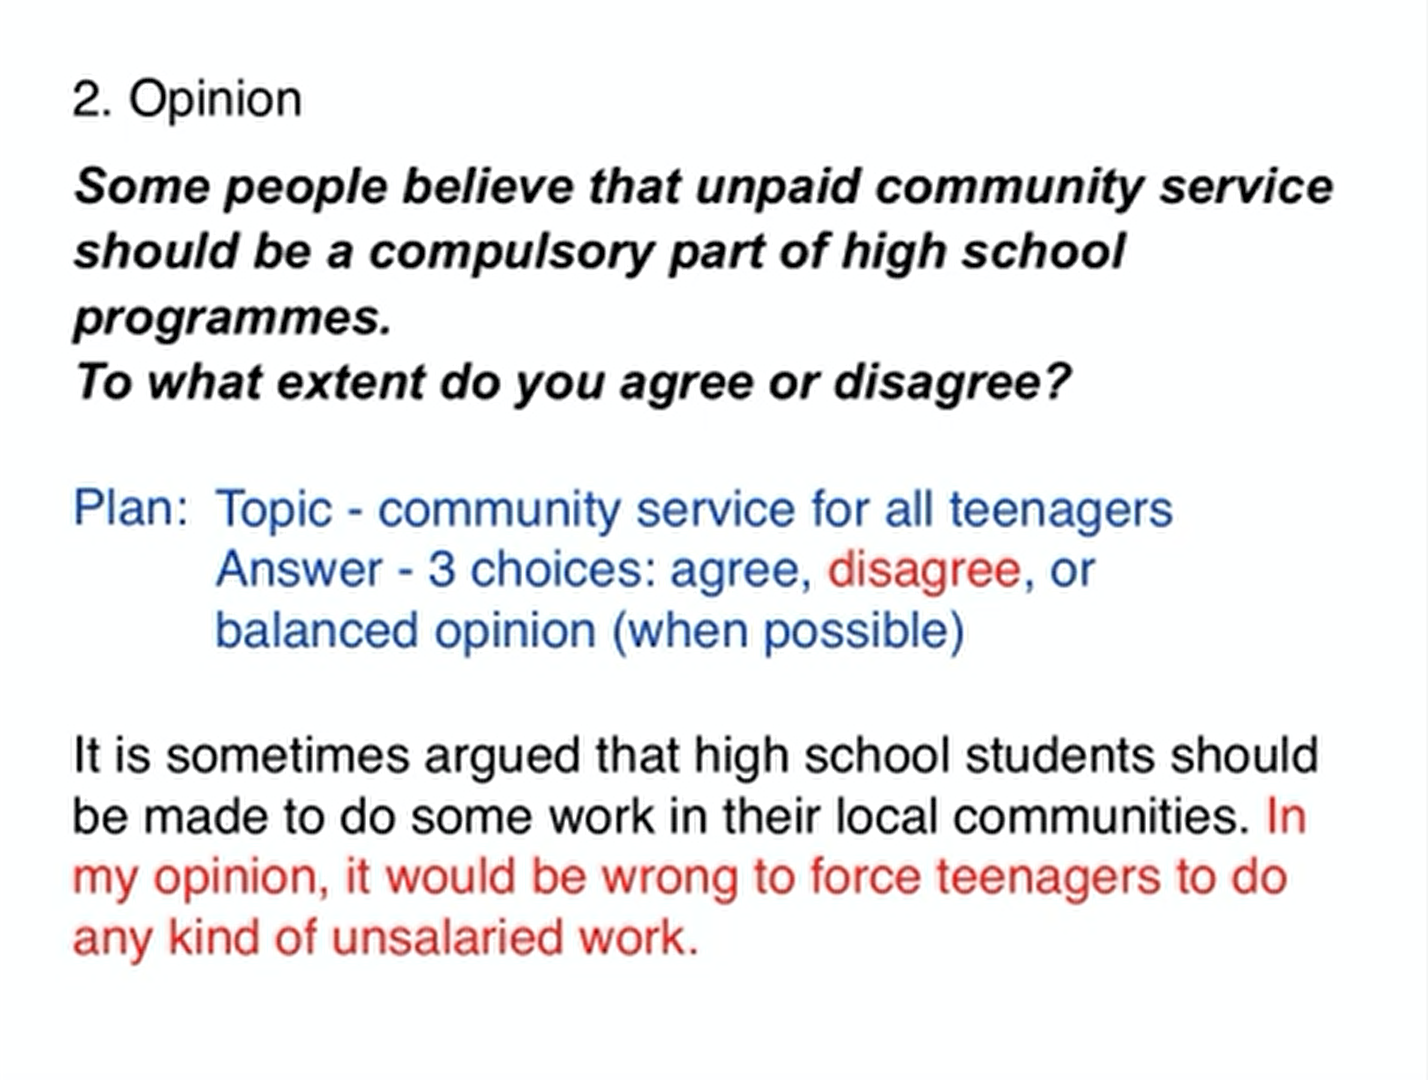 2. Opinion
Some people believe that unpaid community service
should be a compulsory part of high school
programmes.
To what extent do you agree or disagree?
Plan: Topic - community service for all teenagers
Answer - 3 choices: agree, disagree, or
balanced opinion (when possible)
It is sometimes argued that high school students should
be made to do some work in their local communities. In
my opinion, it would be wrong to force teenagers to do
any kind of unsalaried work.